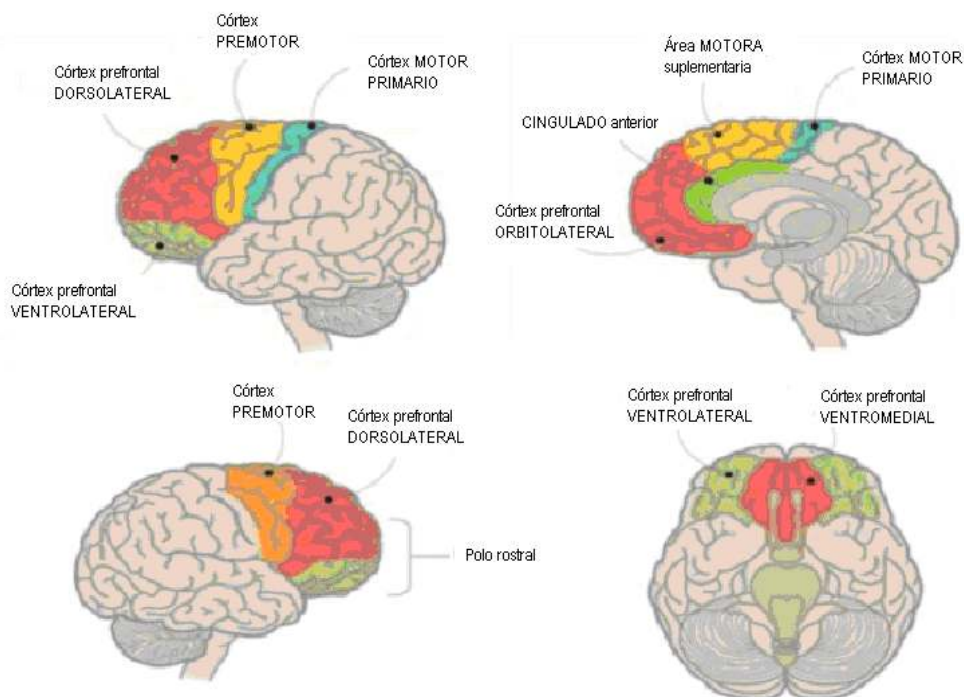 Córtex
PREMOTOR
Córtex prefrontal
DORSOLATERAL
Córtex MOTOR
PRIMARIO
Córtex prefrontal
VENTROLATERAL
Área MOTORA
suplementaria
Córtex MOTOR
PRIMARIO
CINGULADO anterior
Córtex prefrontal
ORBITOLATERAL
Córtex
PREMOTOR
Córtex prefrontal
DORSOLATERAL
Polo rostral
Córtex prefrontal
VENTROLATERAL
Córtex prefrontal
VENTROMEDIAL